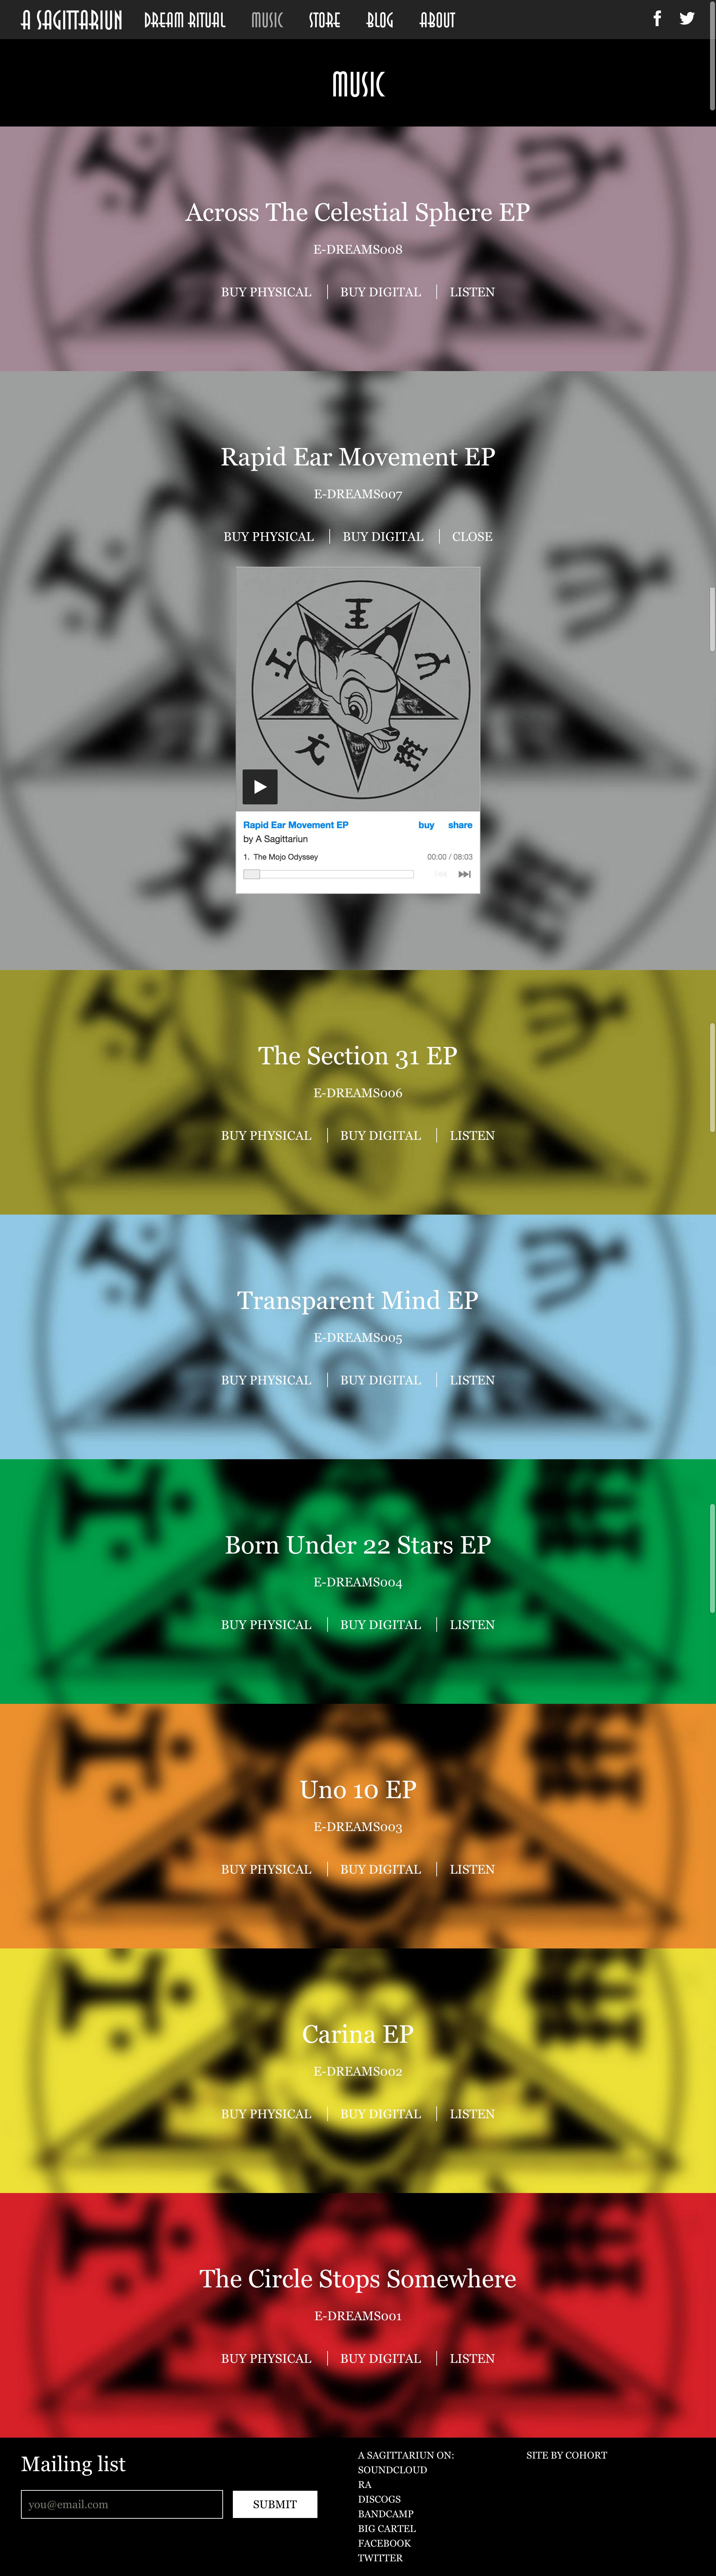 A SAGITTARIUN DREAM RITUAL MUSIC STORE BLOG ABOUT
MUSIC
Across The Celestial Sphere EP
E-DREAMS008
BUY PHYSICAL BUY DIGITAL LISTEN
Rapid Ear Movement EP
E-DREAMS007
BUY PHYSICAL BUY DIGITAL CLOSE
Rapid Ear Movement EP buy share
by A Sagittariun
1. The Mojo Odyssey 00:00 / 08:03
The Section 31 EP
E-DREAMS006
BUY PHYSICAL BUY DIGITAL LISTEN
Transparent Mind EP
E-DREAMS005
BUY PHYSICAL BUY DIGITAL LISTEN
Born Under 22 Stars EP
E-DREAMS004
BUY PHYSICAL BUY DIGITAL LISTEN
Uno 10 EP
E-DREAMS003
BUY PHYSICAL BUY DIGITAL LISTEN
Carina EP
E-DREAMS002
BUY PHYSICAL BUY DIGITAL LISTEN
The Circle Stops Somewhere
E-DREAMS001
BUY PHYSICAL BUY DIGITAL LISTEN
Mailing list
you@email.com SUBMIT
A SAGITTARIUN ON:
SOUNDCLOUD
RA
DISCOGS
BANDCAMP
BIG CARTEL
FACEBOOK
TWITTER
SITE BY COHORT